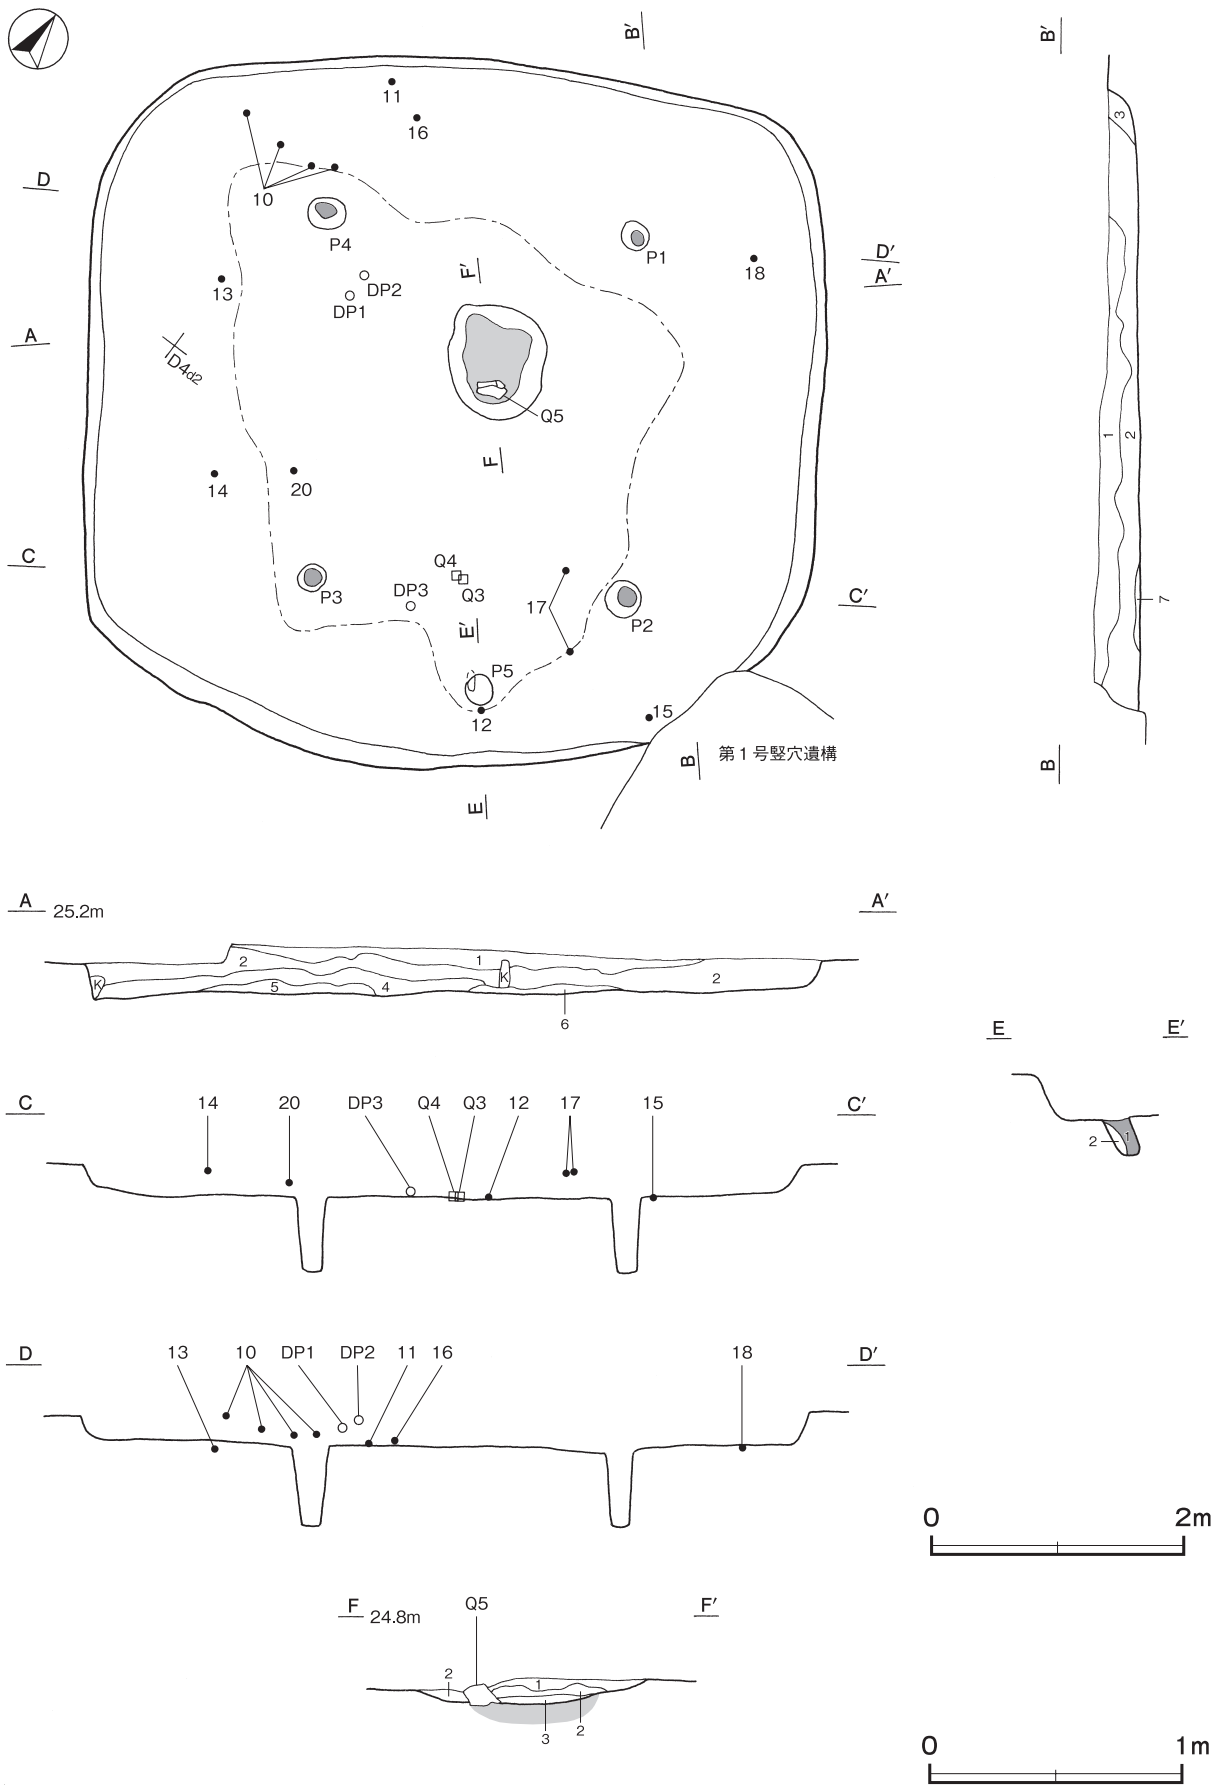 B′
B′
11
16
D
10
P4
P1
D′
18
A′
F′
13
DP2
DP1
A
D4d2
Q5
F
1
2
3
14
20
C
Q4
DP3
Q3
P3
17
P2
C′
7
E′
P5
12
15
B
第1号竪穴遺構
B
E
A 25.2m
A′
2
1
K
K
5
4
2
6
E
E′
2
1
C
14
20
DP3
Q4
Q3
12
17
15
C′
D
13
10
DP1
DP2
11
16
18
D′
0
2m
F 24.8m
Q5
F′
2
1
3
2
0
1m